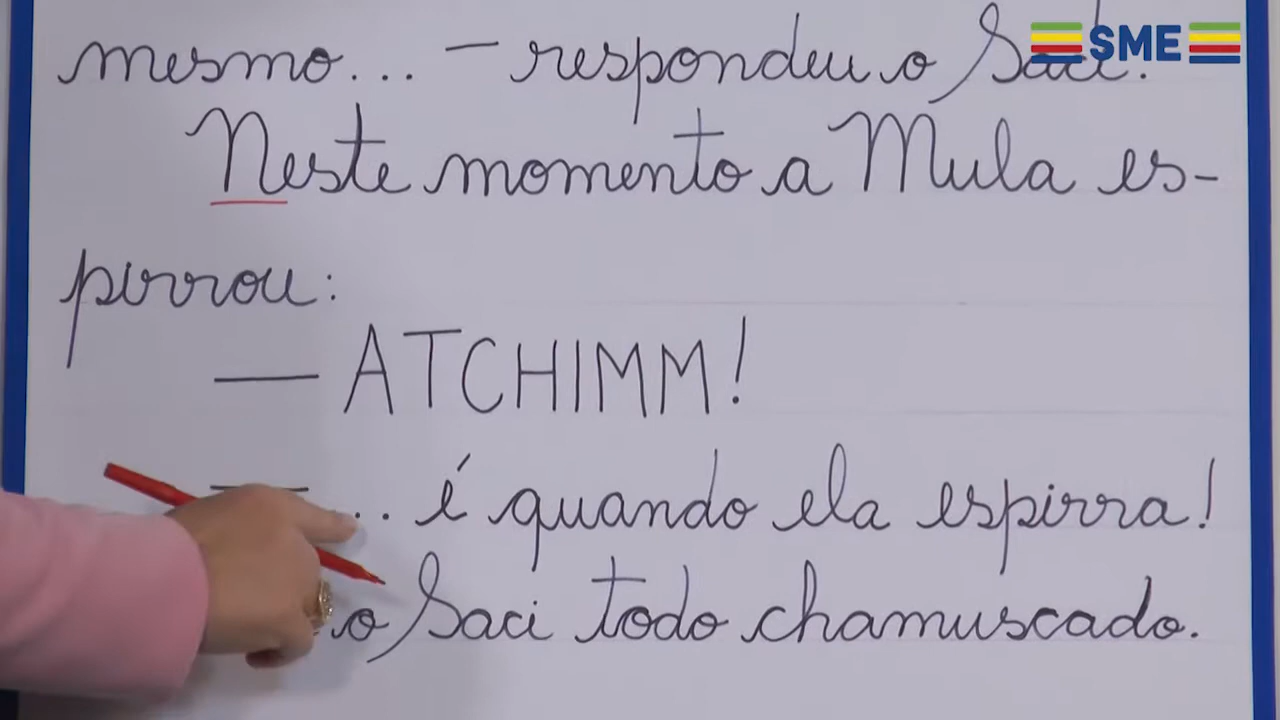 mesmo... — respondeu o Saci.
SME
Neste momento a Mula es-
pirrou:
— ATCHIMM!
— ... é quando ela espirra!
o Saci todo chamuscado.